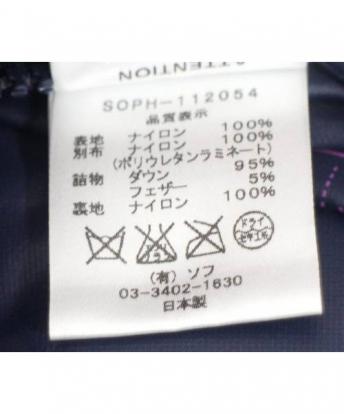 ATTENTION
SOPH-112054
品質表示
表地 ナイロン 100%
別布 ナイロン 100%
(ポリウレタンラミネート)
詰物 ダウン 95%
フェザー 5%
裏地 ナイロン 100%
ドライ
セキユ系
(有)ソフ
03-3402-1630
日本製